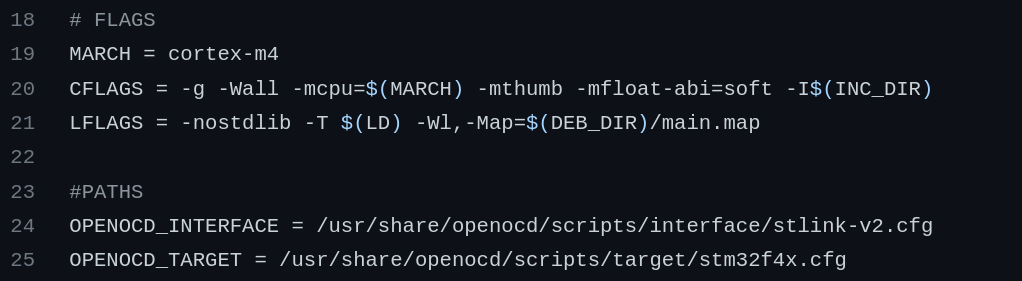 18 # FLAGS
19 MARCH = cortex-m4
20 CFLAGS = -g -Wall -mcpu=$(MARCH) -mthumb -mfloat-abi=soft -I$(INC_DIR)
21 LFLAGS = -nostdlib -T $(LD) -Wl,-Map=$(DEB_DIR)/main.map
22
23 #PATHS
24 OPENOCD_INTERFACE = /usr/share/openocd/scripts/interface/stlink-v2.cfg
25 OPENOCD_TARGET = /usr/share/openocd/scripts/target/stm32f4x.cfg